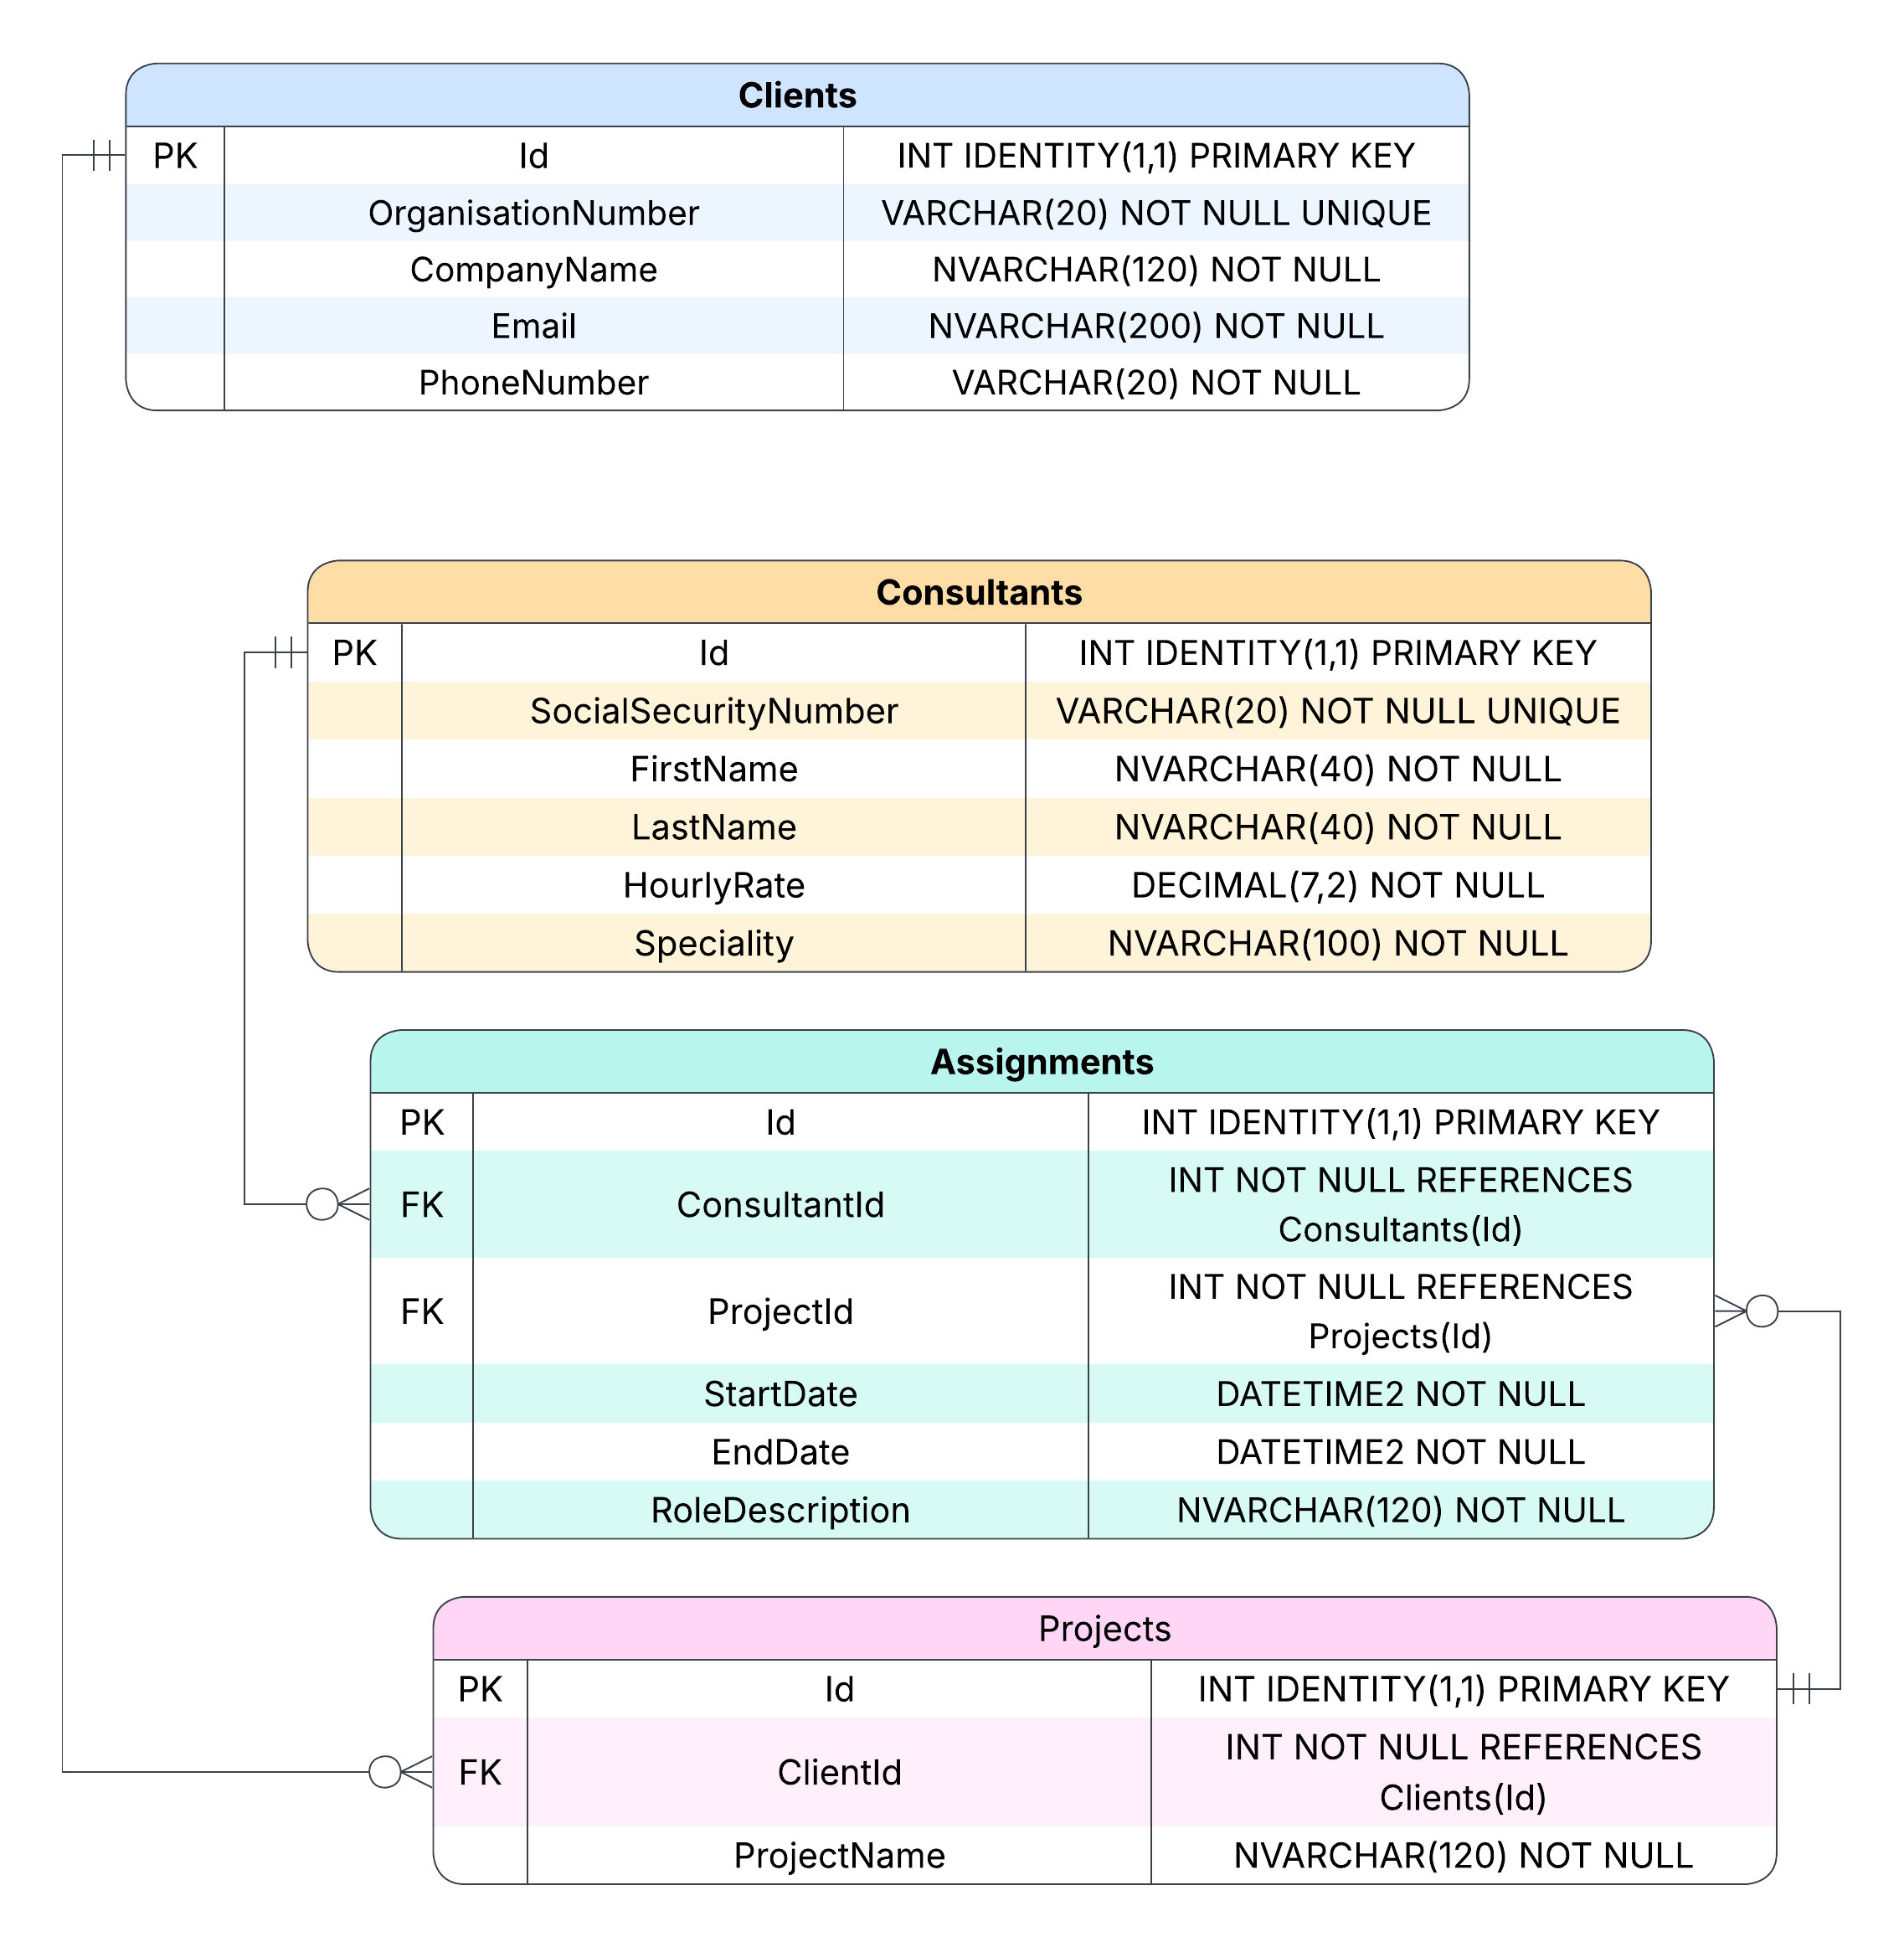 Clients
PK Id INT IDENTITY(1,1) PRIMARY KEY
OrganisationNumber VARCHAR(20) NOT NULL UNIQUE
CompanyName NVARCHAR(120) NOT NULL
Email NVARCHAR(200) NOT NULL
PhoneNumber VARCHAR(20) NOT NULL
Consultants
PK Id INT IDENTITY(1,1) PRIMARY KEY
SocialSecurityNumber VARCHAR(20) NOT NULL UNIQUE
FirstName NVARCHAR(40) NOT NULL
LastName NVARCHAR(40) NOT NULL
HourlyRate DECIMAL(7,2) NOT NULL
Speciality NVARCHAR(100) NOT NULL
Assignments
PK Id INT IDENTITY(1,1) PRIMARY KEY
FK ConsultantId INT NOT NULL REFERENCES
Consultants(Id)
FK ProjectId INT NOT NULL REFERENCES
Projects(Id)
StartDate DATETIME2 NOT NULL
EndDate DATETIME2 NOT NULL
RoleDescription NVARCHAR(120) NOT NULL
Projects
PK Id INT IDENTITY(1,1) PRIMARY KEY
FK ClientId INT NOT NULL REFERENCES
Clients(Id)
ProjectName NVARCHAR(120) NOT NULL